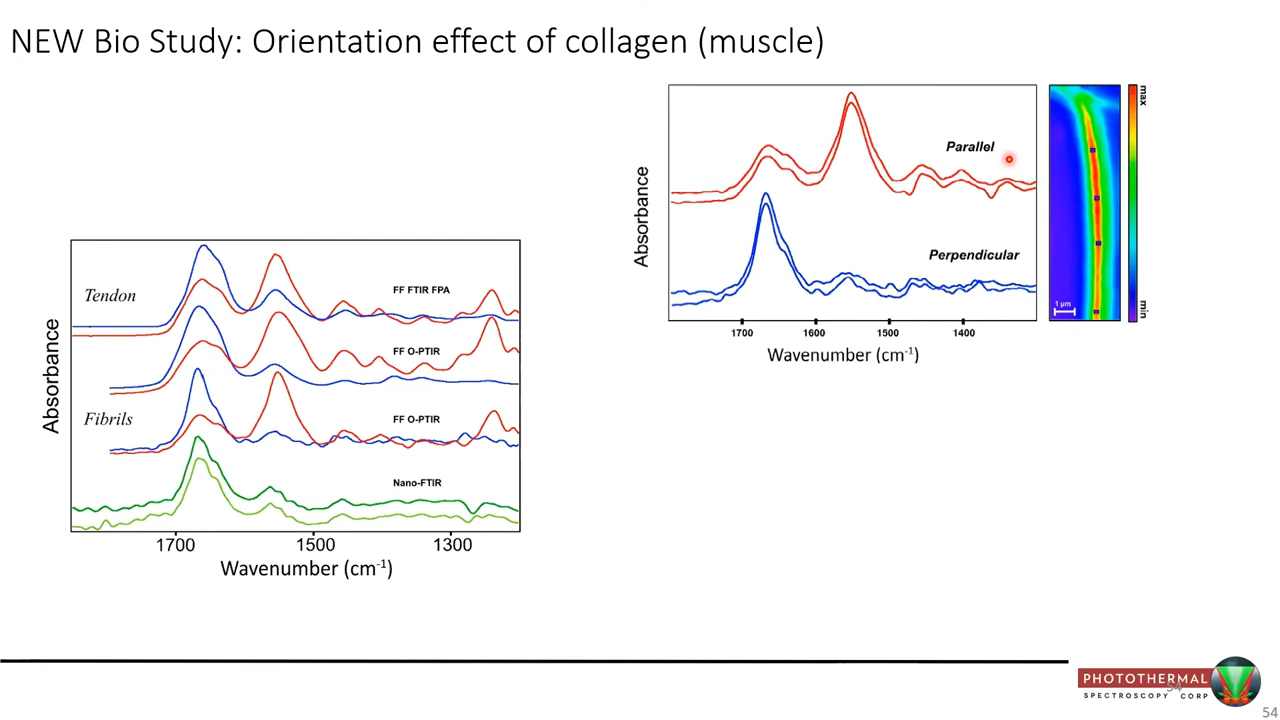 NEW Bio Study: Orientation effect of collagen (muscle)
Absorbance
Tendon
FF FTIR FPA
FF O-PTIR
Fibrils
FF O-PTIR
Nano-FTIR
1700 1500 1300
Wavenumber (cm-1)
Absorbance
Parallel
Perpendicular
1700 1600 1500 1400
Wavenumber (cm-1)
1 µm
max
min
PHOTOTHERMAL
SPECTROSCOPY CORP
54
54